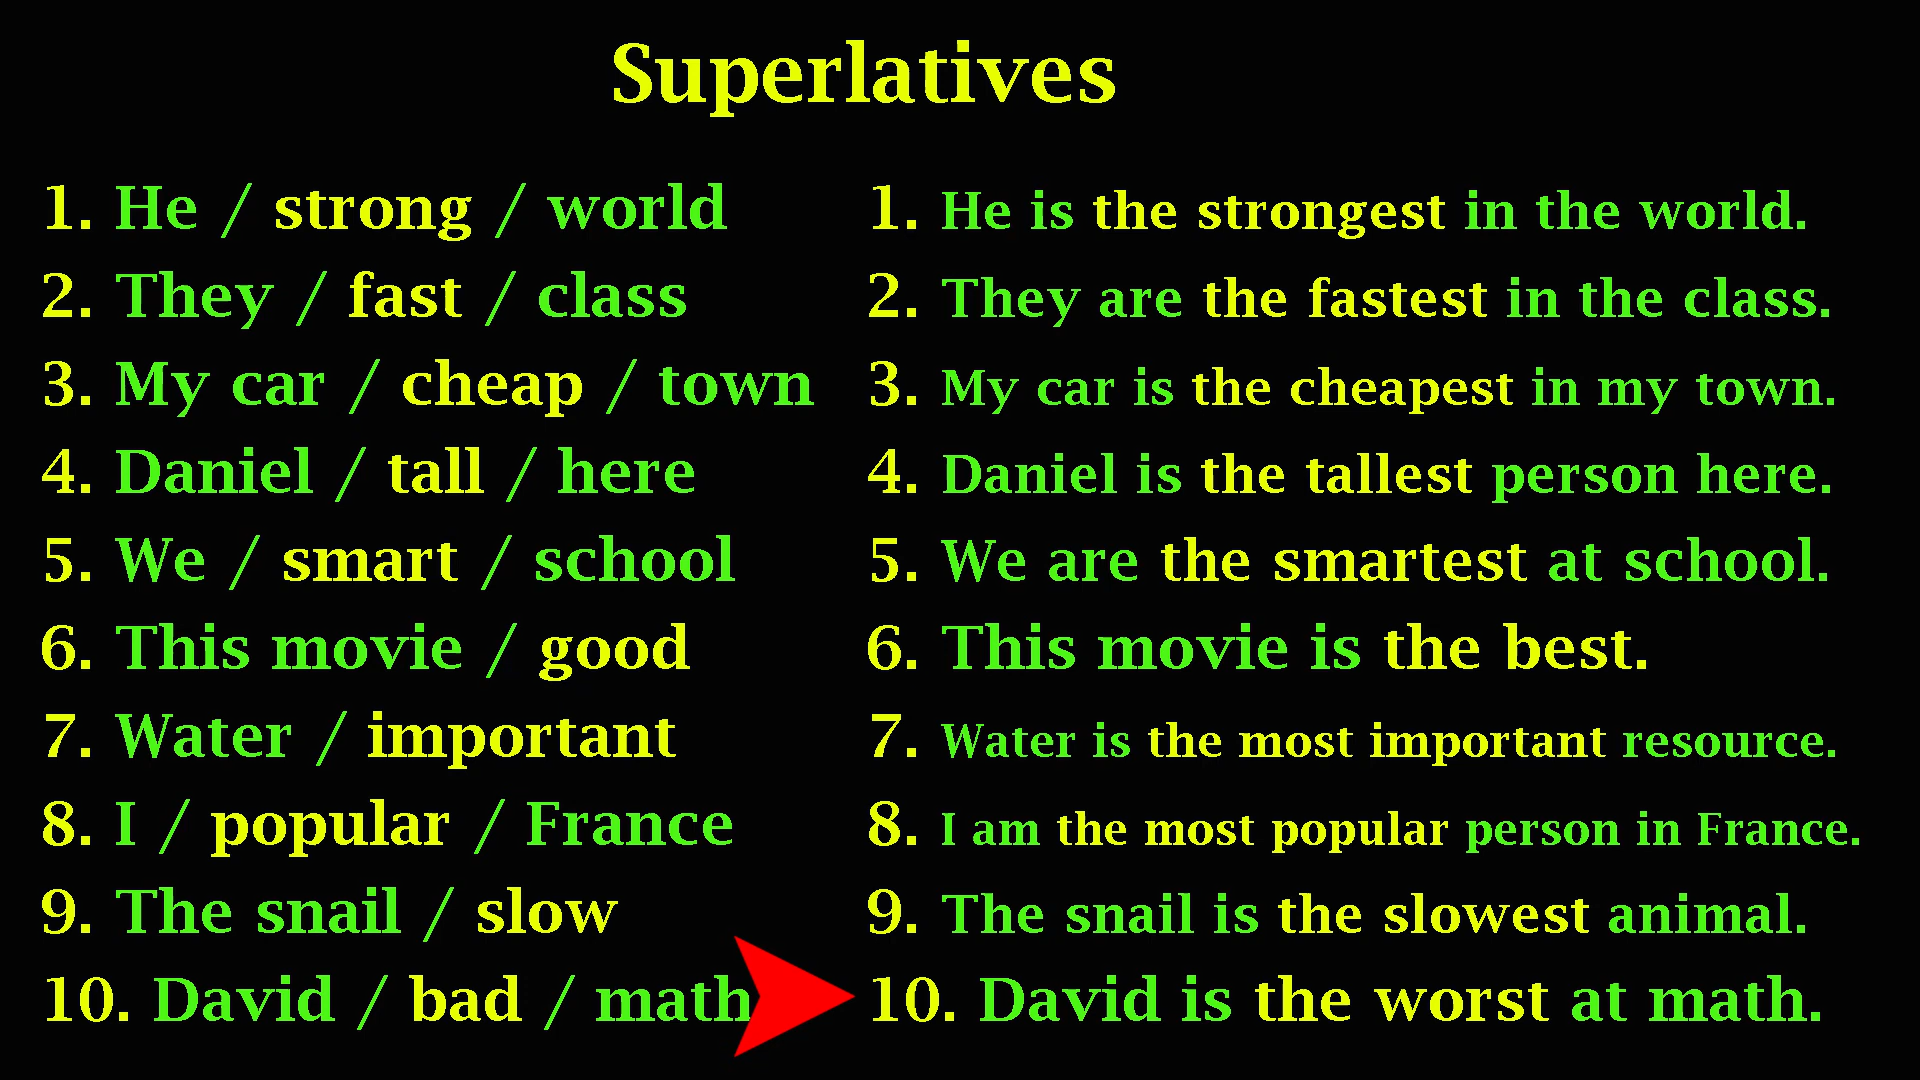 Superlatives
1. He / strong / world
2. They / fast / class
3. My car / cheap / town
4. Daniel / tall / here
5. We / smart / school
6. This movie / good
7. Water / important
8. I / popular / France
9. The snail / slow
10. David / bad / math
1. He is the strongest in the world.
2. They are the fastest in the class.
3. My car is the cheapest in my town.
4. Daniel is the tallest person here.
5. We are the smartest at school.
6. This movie is the best.
7. Water is the most important resource.
8. I am the most popular person in France.
9. The snail is the slowest animal.
10. David is the worst at math.